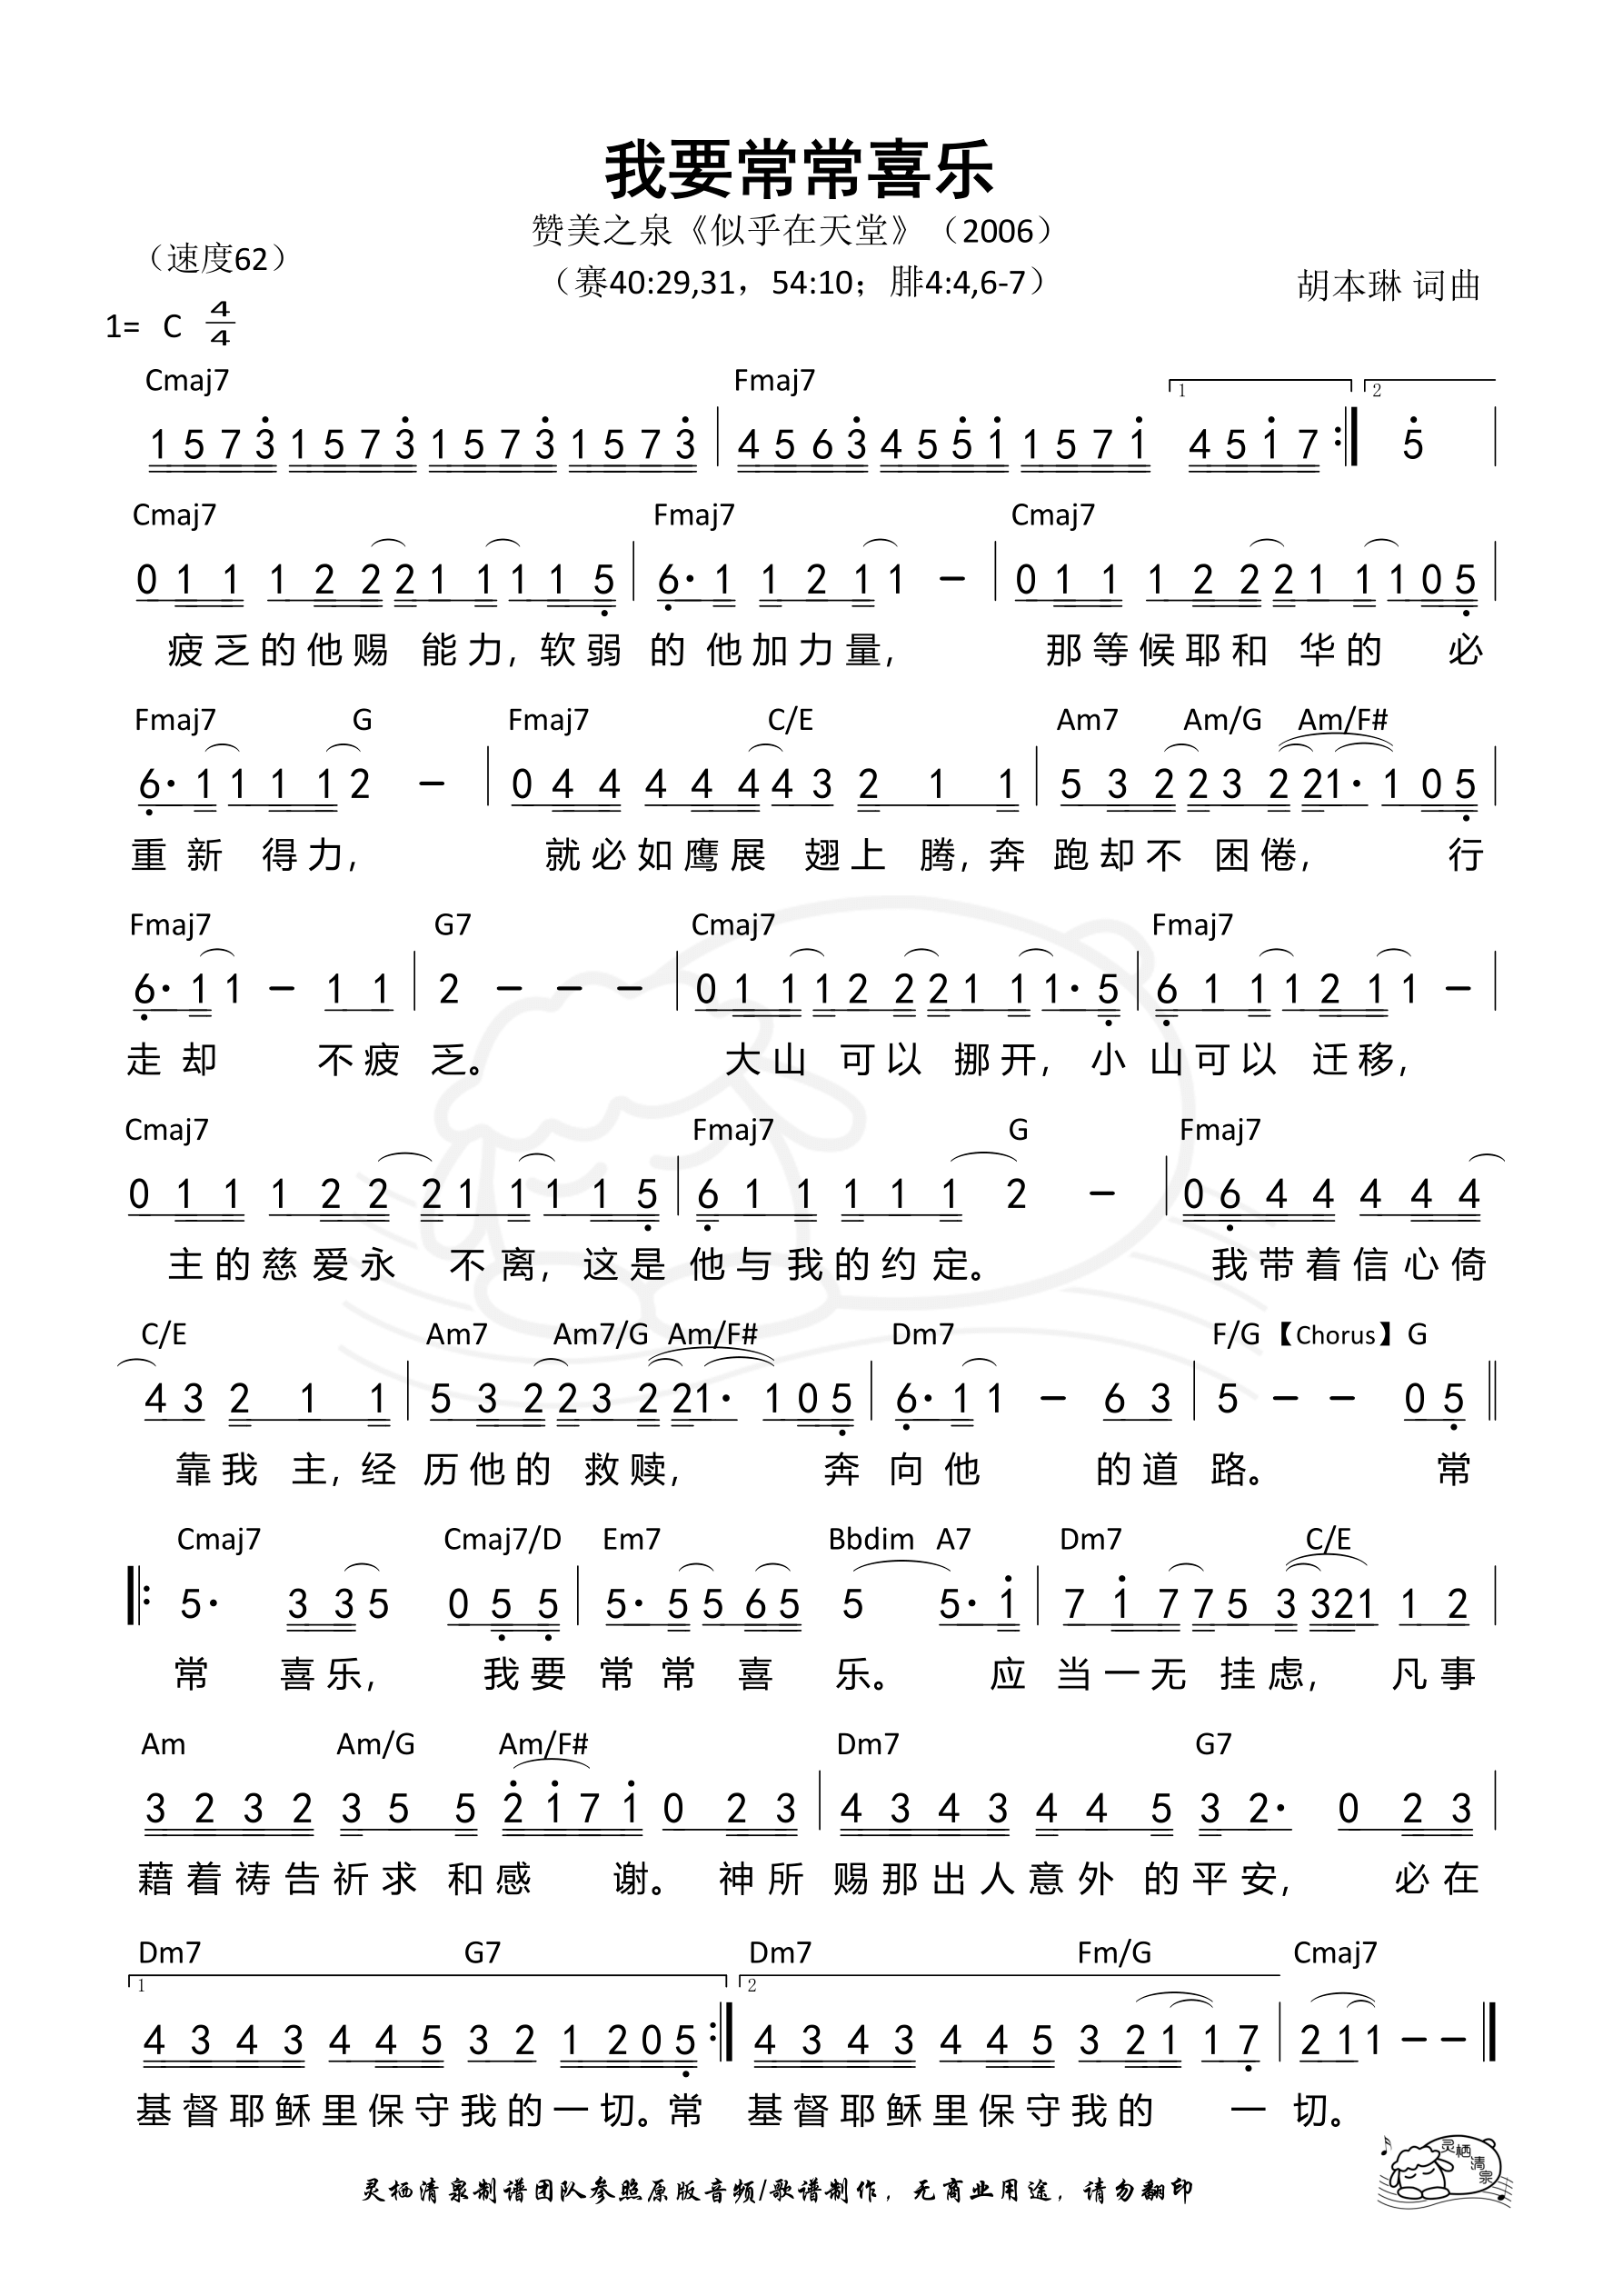 我要常常喜乐
赞美之泉《似乎在天堂》（2006）
（速度62）
（赛40:29,31，54:10；腓4:4,6-7）
胡本琳 词曲
1= C 4/4
Cmaj7 Fmaj7
1 2
1 5 7 3 1 5 7 3 1 5 7 3 1 5 7 3 | 4 5 6 3 4 5 5 1 1 5 7 1 4 5 1 7 :| 5 |
Cmaj7 Fmaj7 Cmaj7
0 1 1 1 2 2 2 1 1 1 1 5 | 6· 1 1 2 1 1 – | 0 1 1 1 2 2 2 1 1 1 0 5 |
疲乏的他赐 能力，软弱 的 他加力量， 那等候耶和 华的 必
Fmaj7 G Fmaj7 C/E Am7 Am/G Am/F#
6· 1 1 1 1 2 – | 0 4 4 4 4 4 4 3 2 1 1 | 5 3 2 2 3 2 2 1· 1 0 5 |
重 新 得力， 就必如鹰展 翅上 腾，奔 跑却不 困倦， 行
Fmaj7 G7 Cmaj7 Fmaj7
6· 1 1 – 1 1 | 2 – – – | 0 1 1 1 2 2 2 1 1 1· 5 | 6 1 1 1 2 1 1 – |
走 却 不疲 乏。 大山 可以 挪开，小 山可以 迁移，
Cmaj7 Fmaj7 G Fmaj7
0 1 1 1 2 2 2 1 1 1 1 5 | 6 1 1 1 1 1 2 – | 0 6 4 4 4 4 4
主的慈爱永 不离，这是 他与我的约定。 我带着信心倚
C/E Am7 Am7/G Am/F# Dm7 F/G 【Chorus】 G
4 3 2 1 1 | 5 3 2 2 3 2 2 1· 1 0 5 | 6· 1 1 – 6 3 | 5 – – 0 5 ||
靠我 主，经 历他的 救赎， 奔 向他 的道 路。 常
Cmaj7 Cmaj7/D Em7 Bbdim A7 Dm7 C/E
|: 5· 3 3 5 0 5 5 | 5· 5 5 6 5 5 5· 1 | 7 1 7 7 5 3 3 2 1 1 2 |
常 喜乐， 我要 常 常 喜 乐。 应 当一无 挂虑， 凡事
Am Am/G Am/F# Dm7 G7
3 2 3 2 3 5 5 2 1 7 1 0 2 3 | 4 3 4 3 4 4 5 3 2· 0 2 3 |
藉着祷告祈求 和感 谢。 神所 赐那出人意外 的平安， 必在
Dm7 G7 Dm7 Fm/G Cmaj7
1 2
4 3 4 3 4 4 5 3 2 1 2 0 5 :| 4 3 4 3 4 4 5 3 2 1 1 7 | 2 1 1 – – ||
基督耶稣里保守我的一切。常 基督耶稣里保守我的 一 切。
灵栖清泉
灵栖清泉制谱团队参照原版音频/歌谱制作，无商业用途，请勿翻印